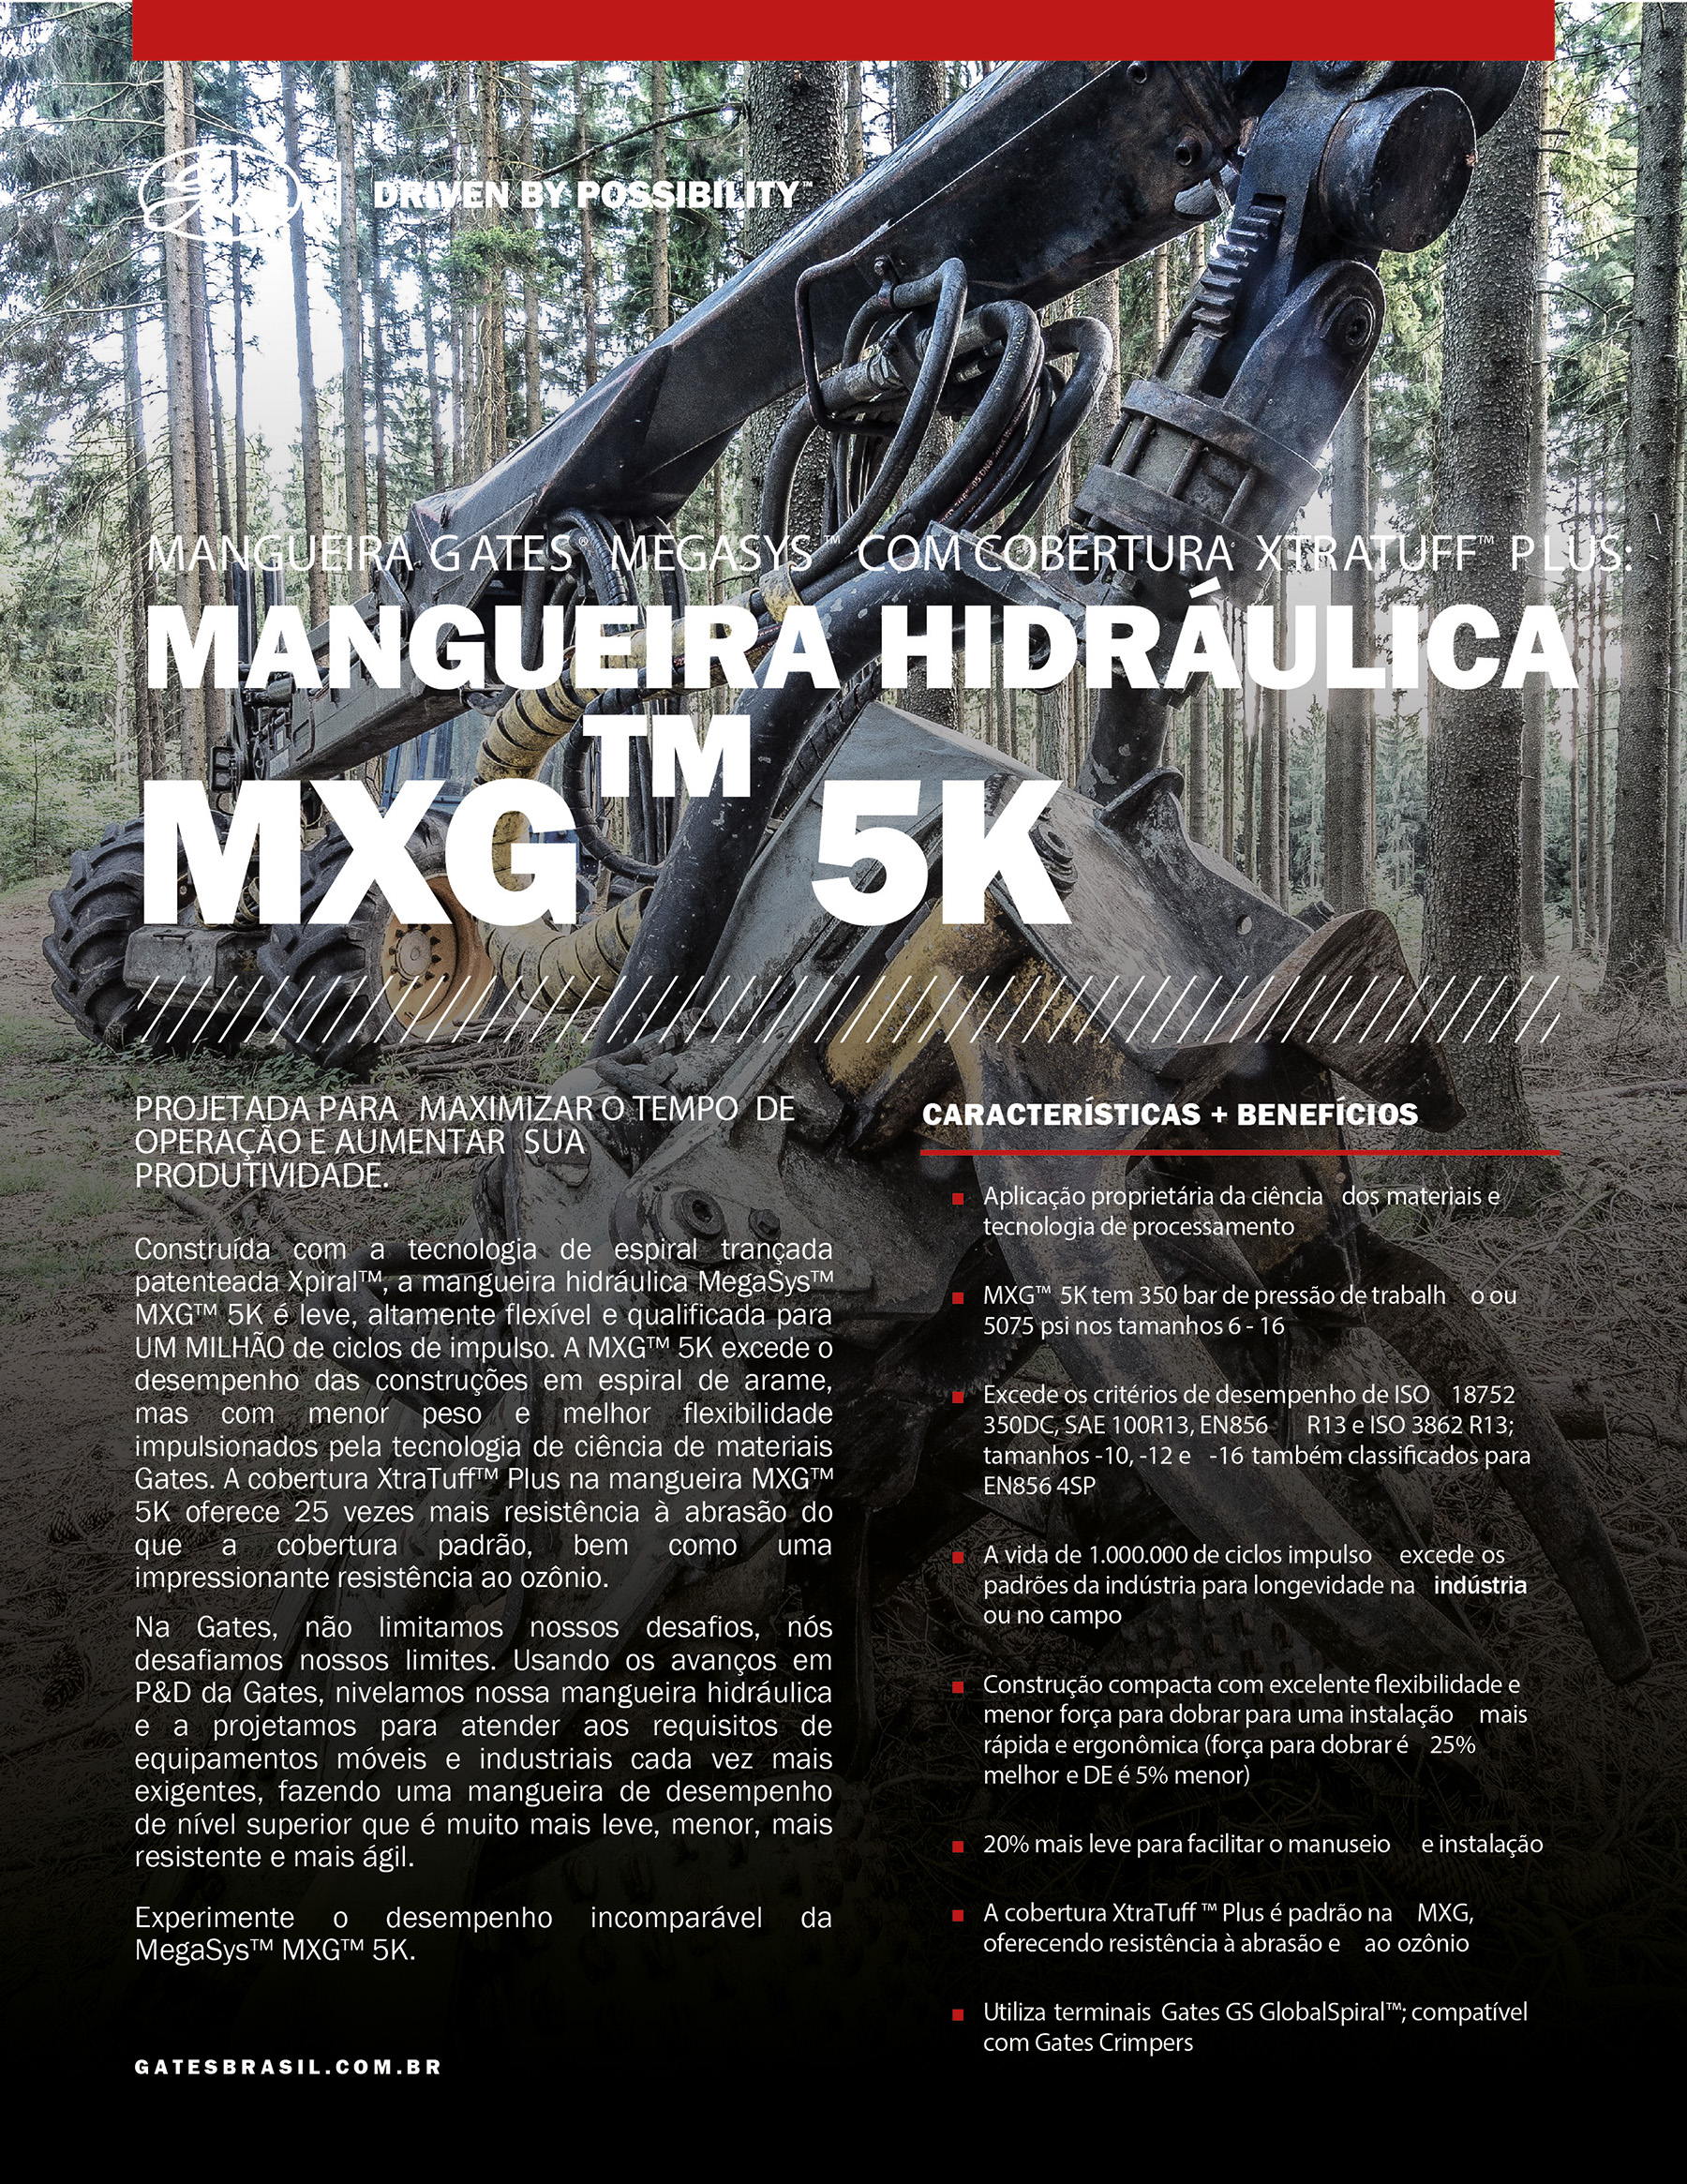 DRIVEN BY POSSIBILITY™
MANGUEIRA GATES® MEGASYS™ COM COBERTURA XTRATUFF™ PLUS:
MANGUEIRA HIDRÁULICA
MXG™ 5K
PROJETADA PARA MAXIMIZAR O TEMPO DE
OPERAÇÃO E AUMENTAR SUA
PRODUTIVIDADE.
Construída com a tecnologia de espiral trançada
patenteada Xpiral™, a mangueira hidráulica MegaSys™
MXG™ 5K é leve, altamente flexível e qualificada para
UM MILHÃO de ciclos de impulso. A MXG™ 5K excede o
desempenho das construções em espiral de arame,
mas com menor peso e melhor flexibilidade
impulsionados pela tecnologia de ciência de materiais
Gates. A cobertura XtraTuff™ Plus na mangueira MXG™
5K oferece 25 vezes mais resistência à abrasão do
que a cobertura padrão, bem como uma
impressionante resistência ao ozônio.
Na Gates, não limitamos nossos desafios, nós
desafiamos nossos limites. Usando os avanços em
P&D da Gates, nivelamos nossa mangueira hidráulica
e a projetamos para atender aos requisitos de
equipamentos móveis e industriais cada vez mais
exigentes, fazendo uma mangueira de desempenho
de nível superior que é muito mais leve, menor, mais
resistente e mais ágil.
Experimente o desempenho incomparável da
MegaSys™ MXG™ 5K.
GATESBRASIL.COM.BR
CARACTERÍSTICAS + BENEFÍCIOS
Aplicação proprietária da ciência dos materiais e
tecnologia de processamento
MXG™ 5K tem 350 bar de pressão de trabalh o ou
5075 psi nos tamanhos 6 - 16
Excede os critérios de desempenho de ISO 18752
350DC, SAE 100R13, EN856 R13 e ISO 3862 R13;
tamanhos -10, -12 e -16 também classificados para
EN856 4SP
A vida de 1.000.000 de ciclos impulso excede os
padrões da indústria para longevidade na indústria
ou no campo
Construção compacta com excelente flexibilidade e
menor força para dobrar para uma instalação mais
rápida e ergonômica (força para dobrar é 25%
melhor e DE é 5% menor)
20% mais leve para facilitar o manuseio e instalação
A cobertura XtraTuff ™ Plus é padrão na MXG,
oferecendo resistência à abrasão e ao ozônio
Utiliza terminais Gates GS GlobalSpiral™; compatível
com Gates Crimpers